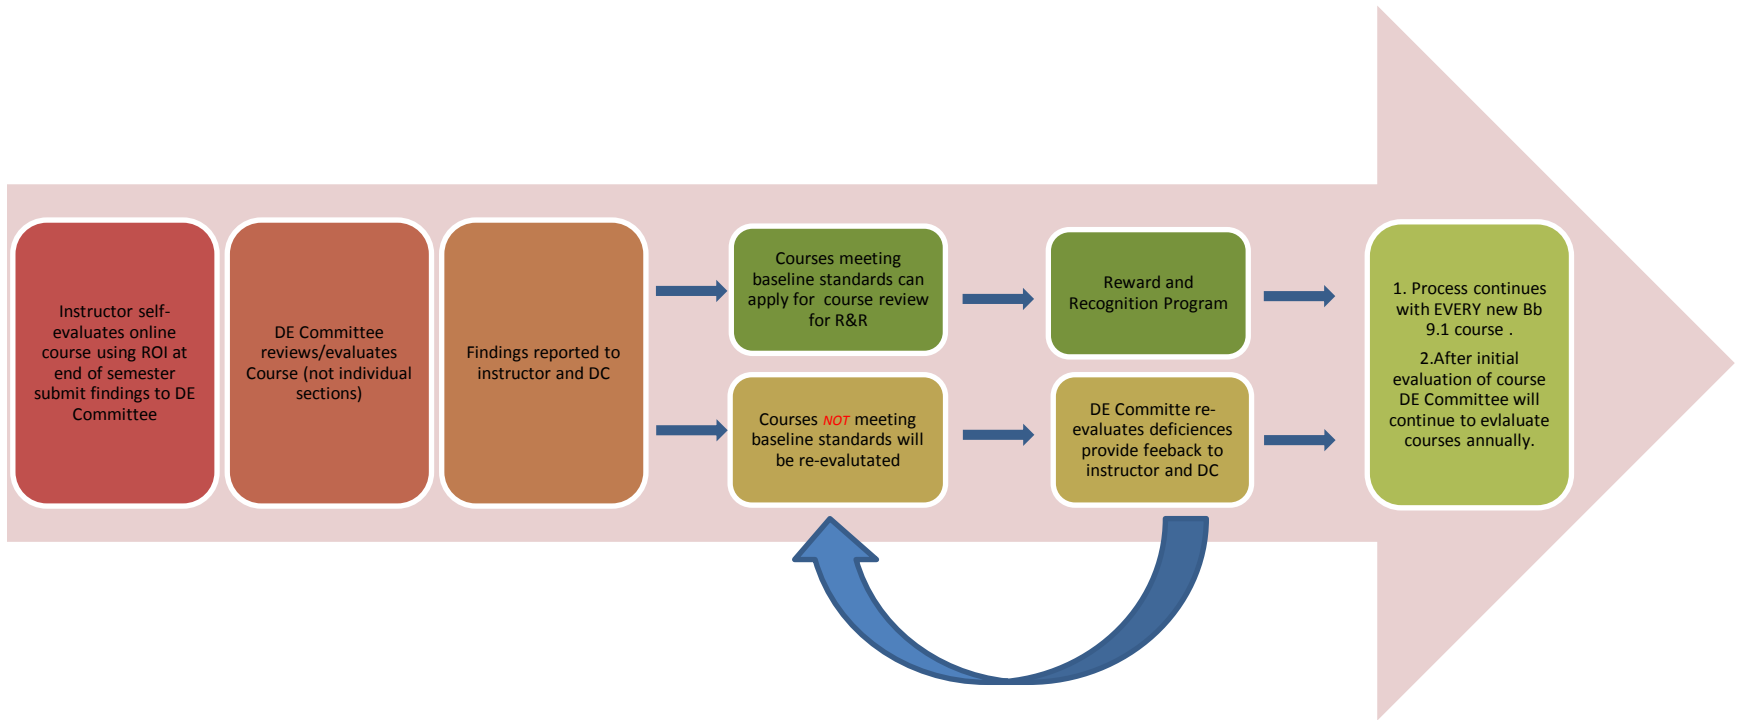 Instructor self-
evaluates online
course using ROI at
end of semester
submit findings to DE
Committee
DE Committee
reviews/evaluates
Course (not individual
sections)
Findings reported to
instructor and DC
Courses meeting
baseline standards can
apply for course review
for R&R
Courses NOT meeting
baseline standards will
be re-evalutated
Reward and
Recognition Program
DE Committe re-
evaluates deficiences
provide feeback to
instructor and DC
1. Process continues
with EVERY new Bb
9.1 course .
2.After initial
evaluation of course
DE Committee will
continue to evlaluate
courses annually.